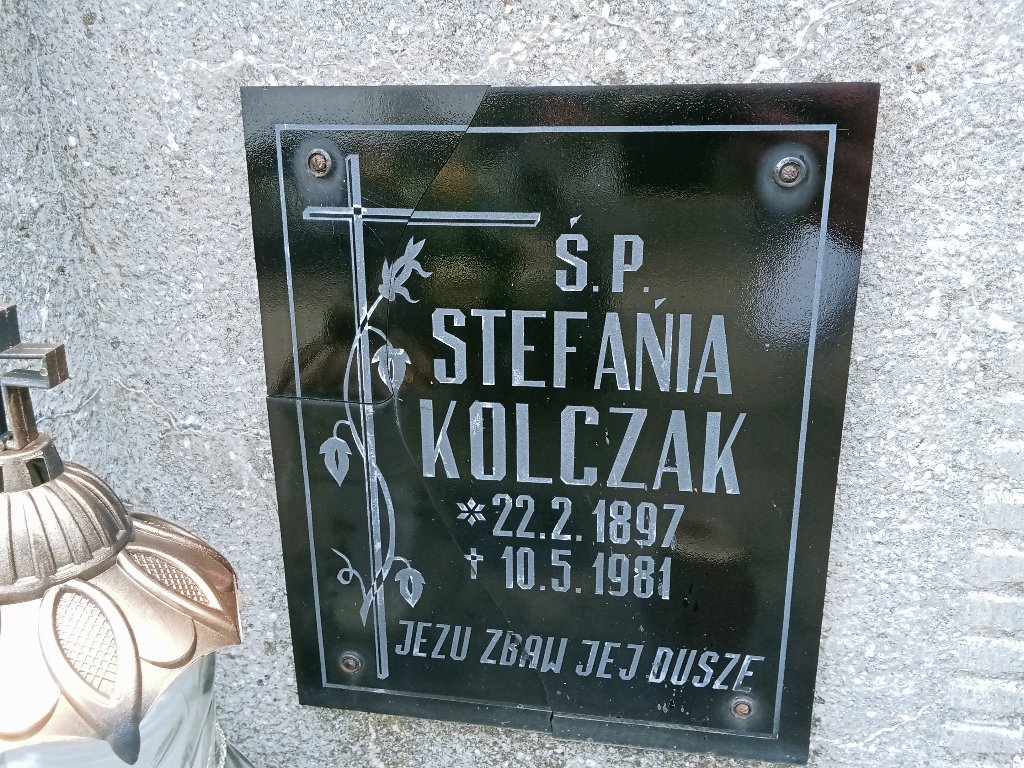 Ś.P.
STEFAŃIA
KOLCZAK
* 22.2.1897
† 10.5.1981
JEZU ZBAW JEJ DUSZE